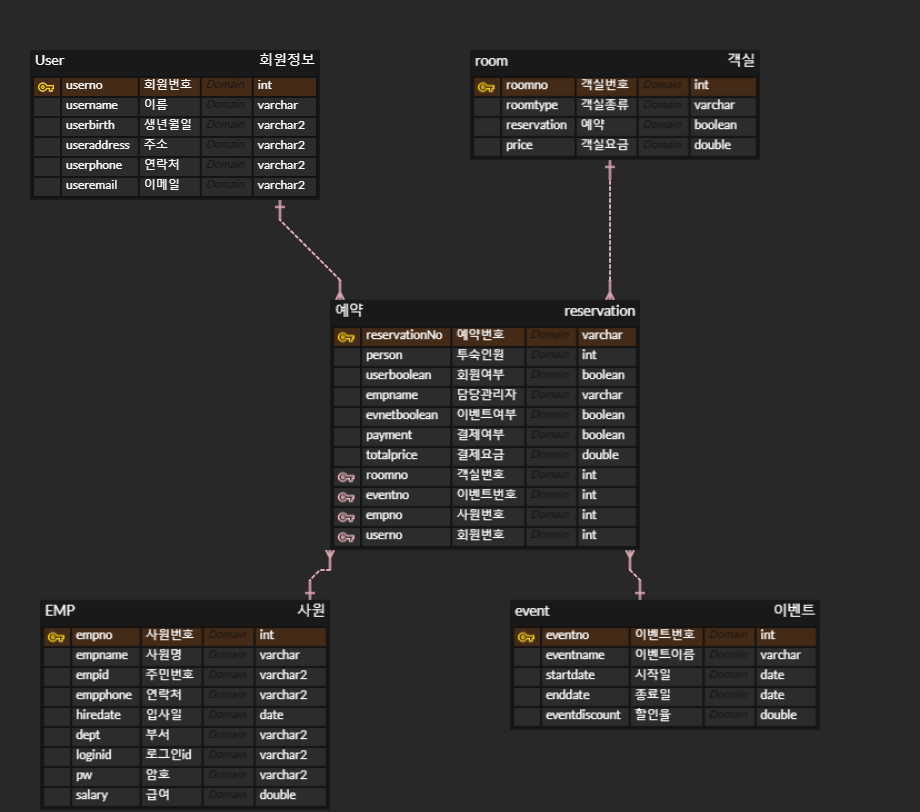 User 회원정보
userno 회원번호 Domain int
username 이름 Domain varchar
userbirth 생년월일 Domain varchar2
useraddress 주소 Domain varchar2
userphone 연락처 Domain varchar2
useremail 이메일 Domain varchar2
room 객실
roomno 객실번호 Domain int
roomtype 객실종류 Domain varchar
reservation 예약 Domain boolean
price 객실요금 Domain double
예약 reservation
reservationNo 예약번호 Domain varchar
person 투숙인원 Domain int
userboolean 회원여부 Domain boolean
empname 담당관리자 Domain varchar
evnetboolean 이벤트여부 Domain boolean
payment 결제여부 Domain boolean
totalprice 결제요금 Domain double
roomno 객실번호 Domain int
eventno 이벤트번호 Domain int
empno 사원번호 Domain int
userno 회원번호 Domain int
EMP 사원
empno 사원번호 Domain int
empname 사원명 Domain varchar
empid 주민번호 Domain varchar2
empphone 연락처 Domain varchar2
hiredate 입사일 Domain date
dept 부서 Domain varchar2
loginid 로그인id Domain varchar2
pw 암호 Domain varchar2
salary 급여 Domain double
event 이벤트
eventno 이벤트번호 Domain int
eventname 이벤트이름 Domain varchar
startdate 시작일 Domain date
enddate 종료일 Domain date
eventdiscount 할인율 Domain double